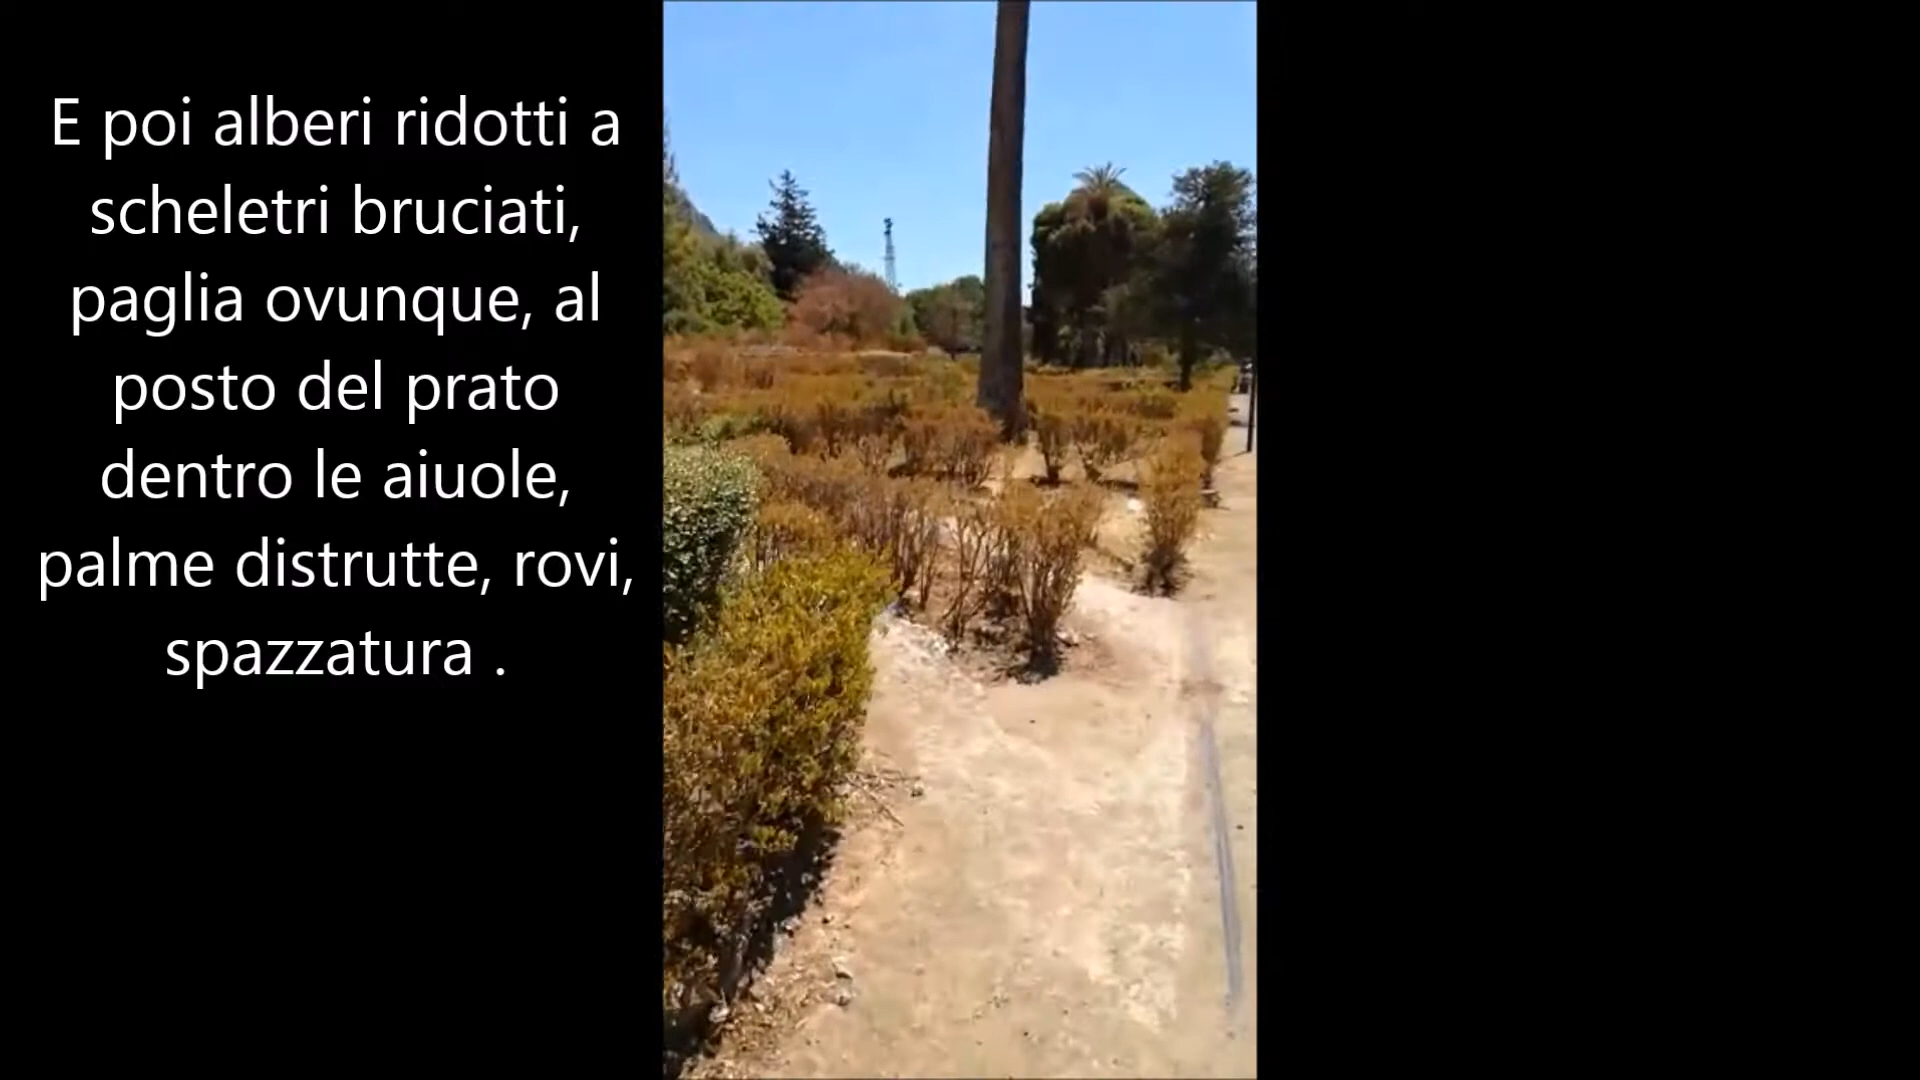 E poi alberi ridotti a
scheletri bruciati,
paglia ovunque, al
posto del prato
dentro le aiuole,
palme distrutte, rovi,
spazzatura .